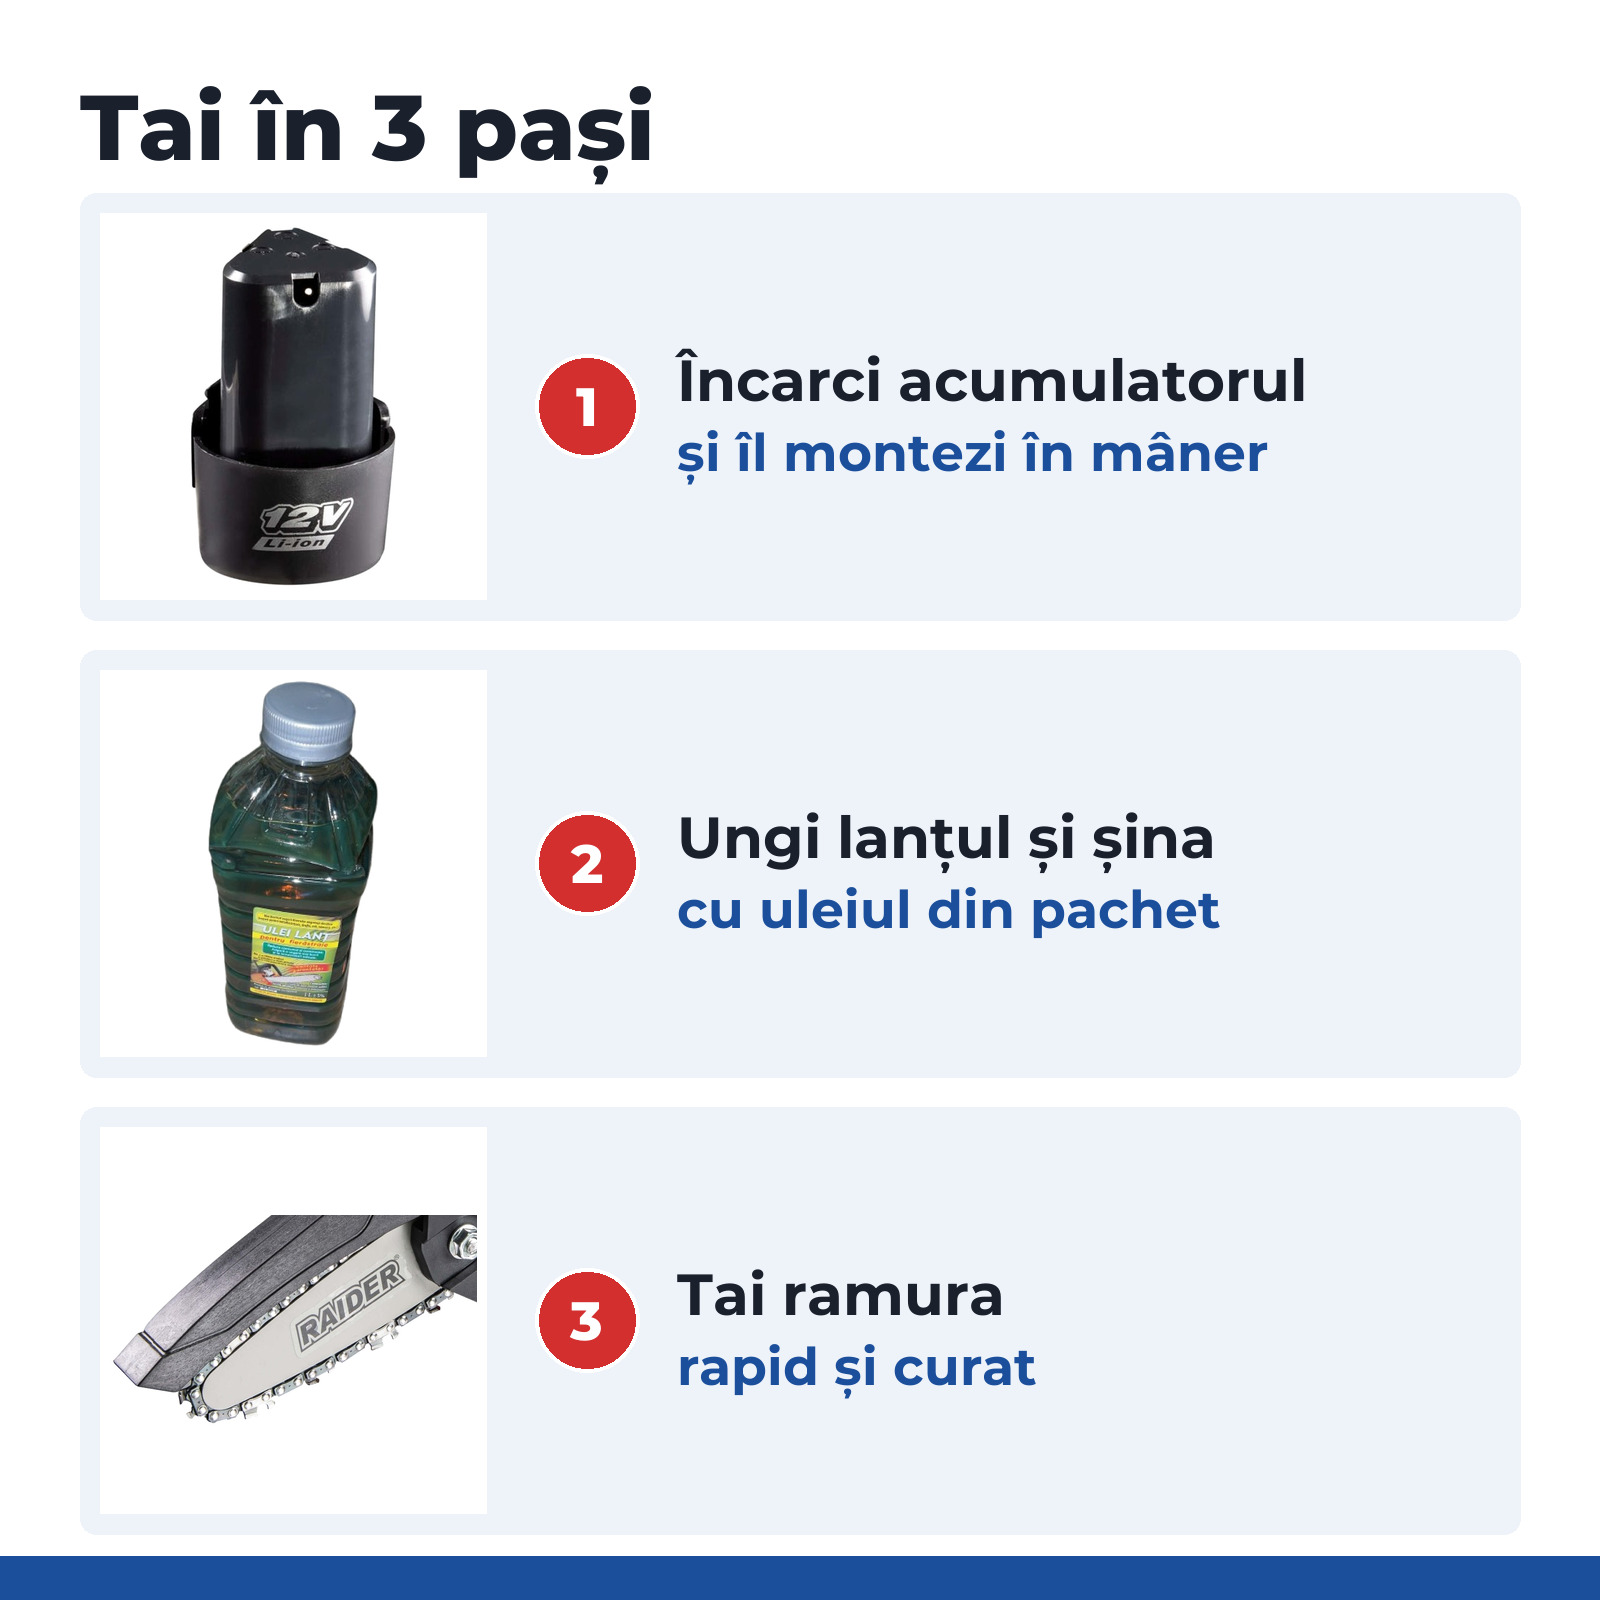 Tai în 3 pași
12V
Li-ion
1
Încarci acumulatorul
și îl montezi în mâner
ULEI LANȚ
pentru fierăstraie
2
Ungi lanțul și șina
cu uleiul din pachet
RAIDER
3
Tai ramura
rapid și curat